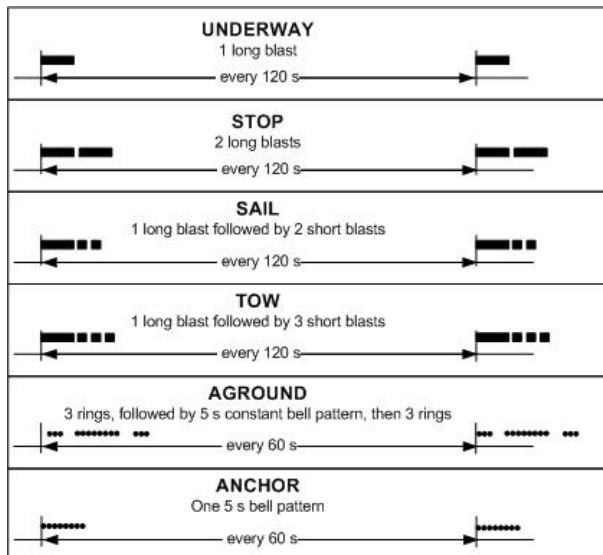 UNDERWAY
1 long blast
every 120 s
STOP
2 long blasts
every 120 s
SAIL
1 long blast followed by 2 short blasts
every 120 s
TOW
1 long blast followed by 3 short blasts
every 120 s
AGROUND
3 rings, followed by 5 s constant bell pattern, then 3 rings
every 60 s
ANCHOR
One 5 s bell pattern
every 60 s